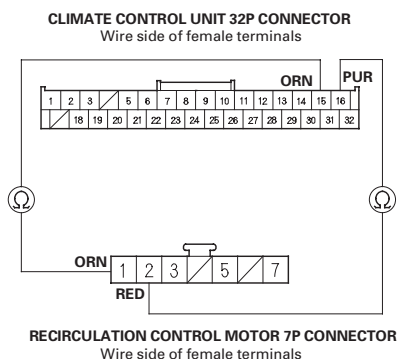 CLIMATE CONTROL UNIT 32P CONNECTOR
Wire side of female terminals
ORN
PUR
1 2 3 5 6 7 8 9 10 11 12 13 14 15 16
18 19 20 21 22 23 24 25 26 27 28 29 30 31 32
Ω Ω
ORN
1 2 3 5 7
RED
RECIRCULATION CONTROL MOTOR 7P CONNECTOR
Wire side of female terminals